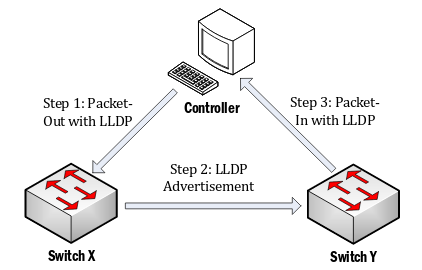 Step 1: Packet-
Out with LLDP
Controller
Step 3: Packet-
In with LLDP
Step 2: LLDP
Advertisement
Switch X
Switch Y